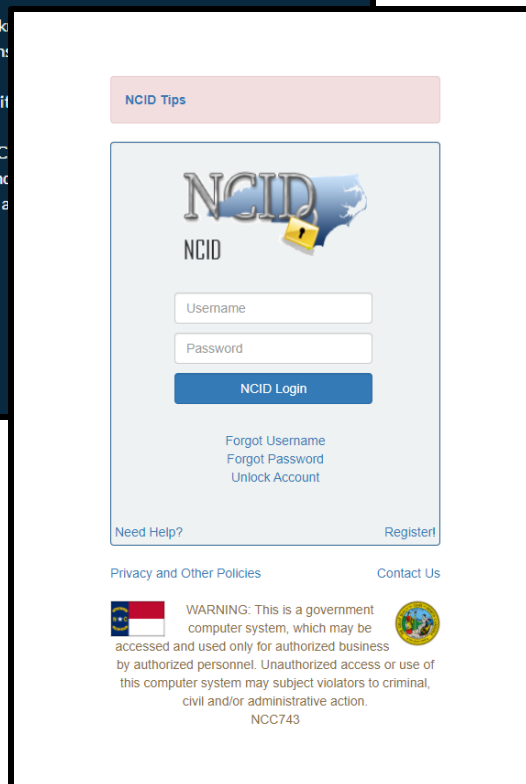 NCID Tips
NCID
NCID
Username
Password
NCID Login
Forgot Username
Forgot Password
Unlock Account
Need Help? Register!
Privacy and Other Policies Contact Us
WARNING: This is a government
computer system, which may be
accessed and used only for authorized business
by authorized personnel. Unauthorized access or use of
this computer system may subject violators to criminal,
civil and/or administrative action.
NCC743